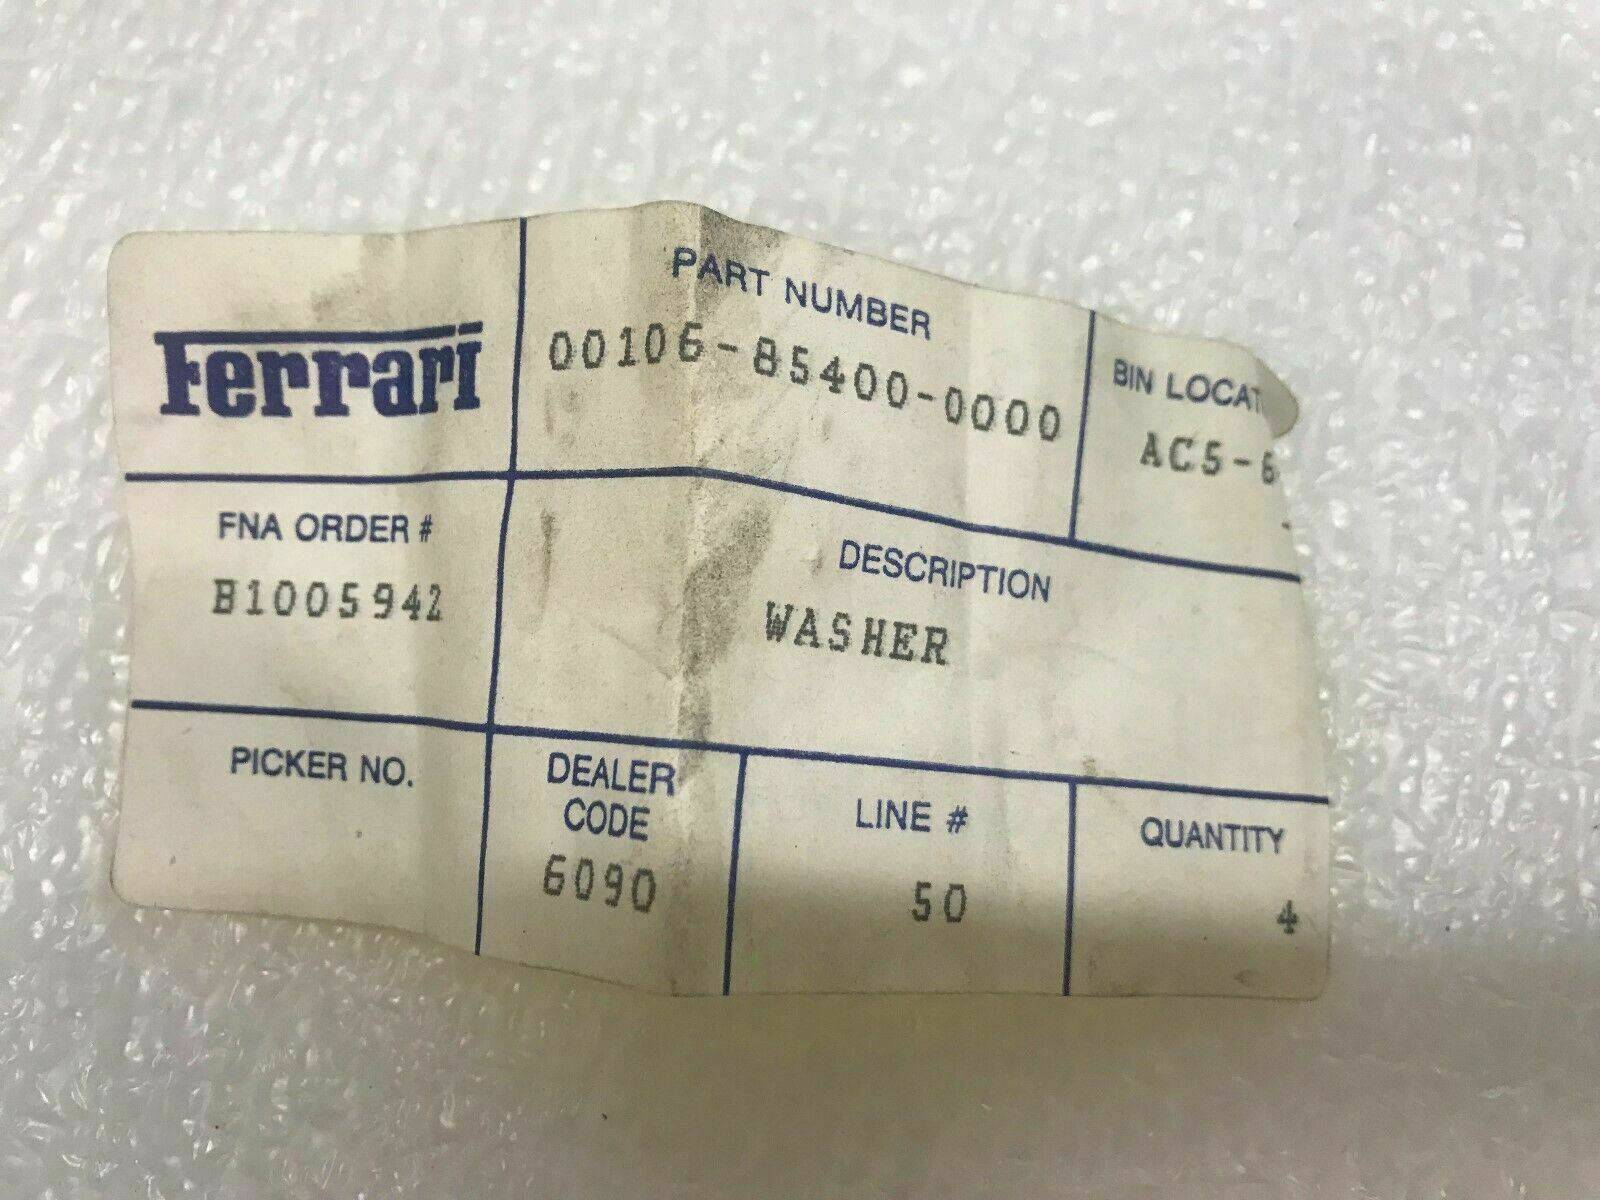 Ferrari
PART NUMBER
00106-85400-0000
BIN
AC5-6
FNA ORDER #
B1005942
DESCRIPTION
WASHER
PICKER NO.
DEALER
CODE
6090
LINE #
50
QUANTITY
4